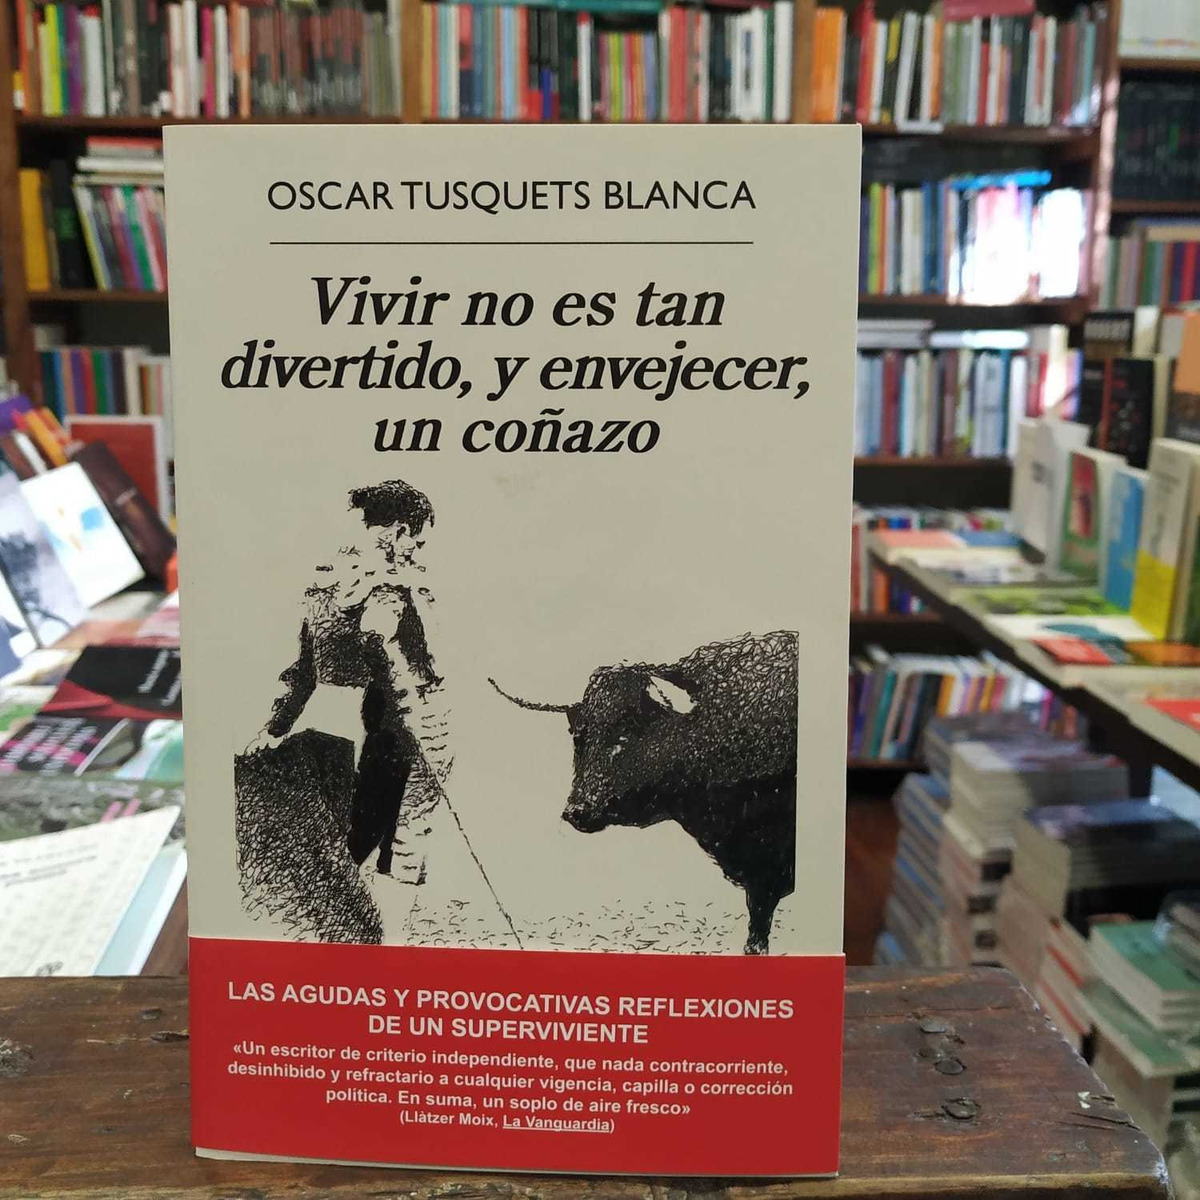 OSCAR TUSQUETS BLANCA
Vivir no es tan
divertido, y envejecer,
un coñazo
LAS AGUDAS Y PROVOCATIVAS REFLEXIONES
DE UN SUPERVIVIENTE
«Un escritor de criterio independiente, que nada contracorriente,
desinhibido y refractario a cualquier vigencia, capilla o corrección
política. En suma, un soplo de aire fresco»
(Llàtzer Moix, La Vanguardia)